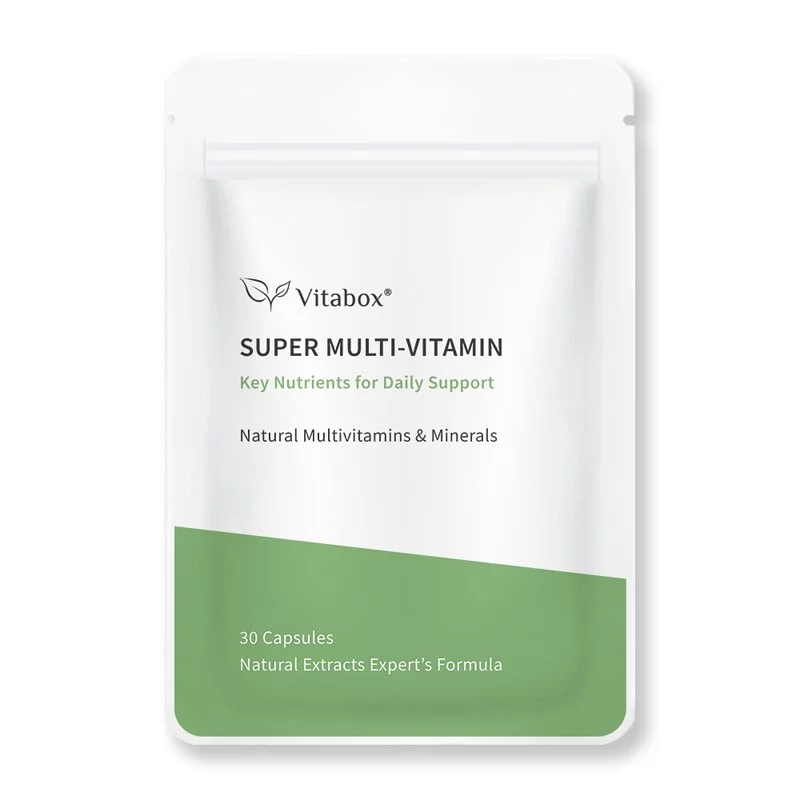 Vitabox®
SUPER MULTI-VITAMIN
Key Nutrients for Daily Support
Natural Multivitamins & Minerals
30 Capsules
Natural Extracts Expert's Formula